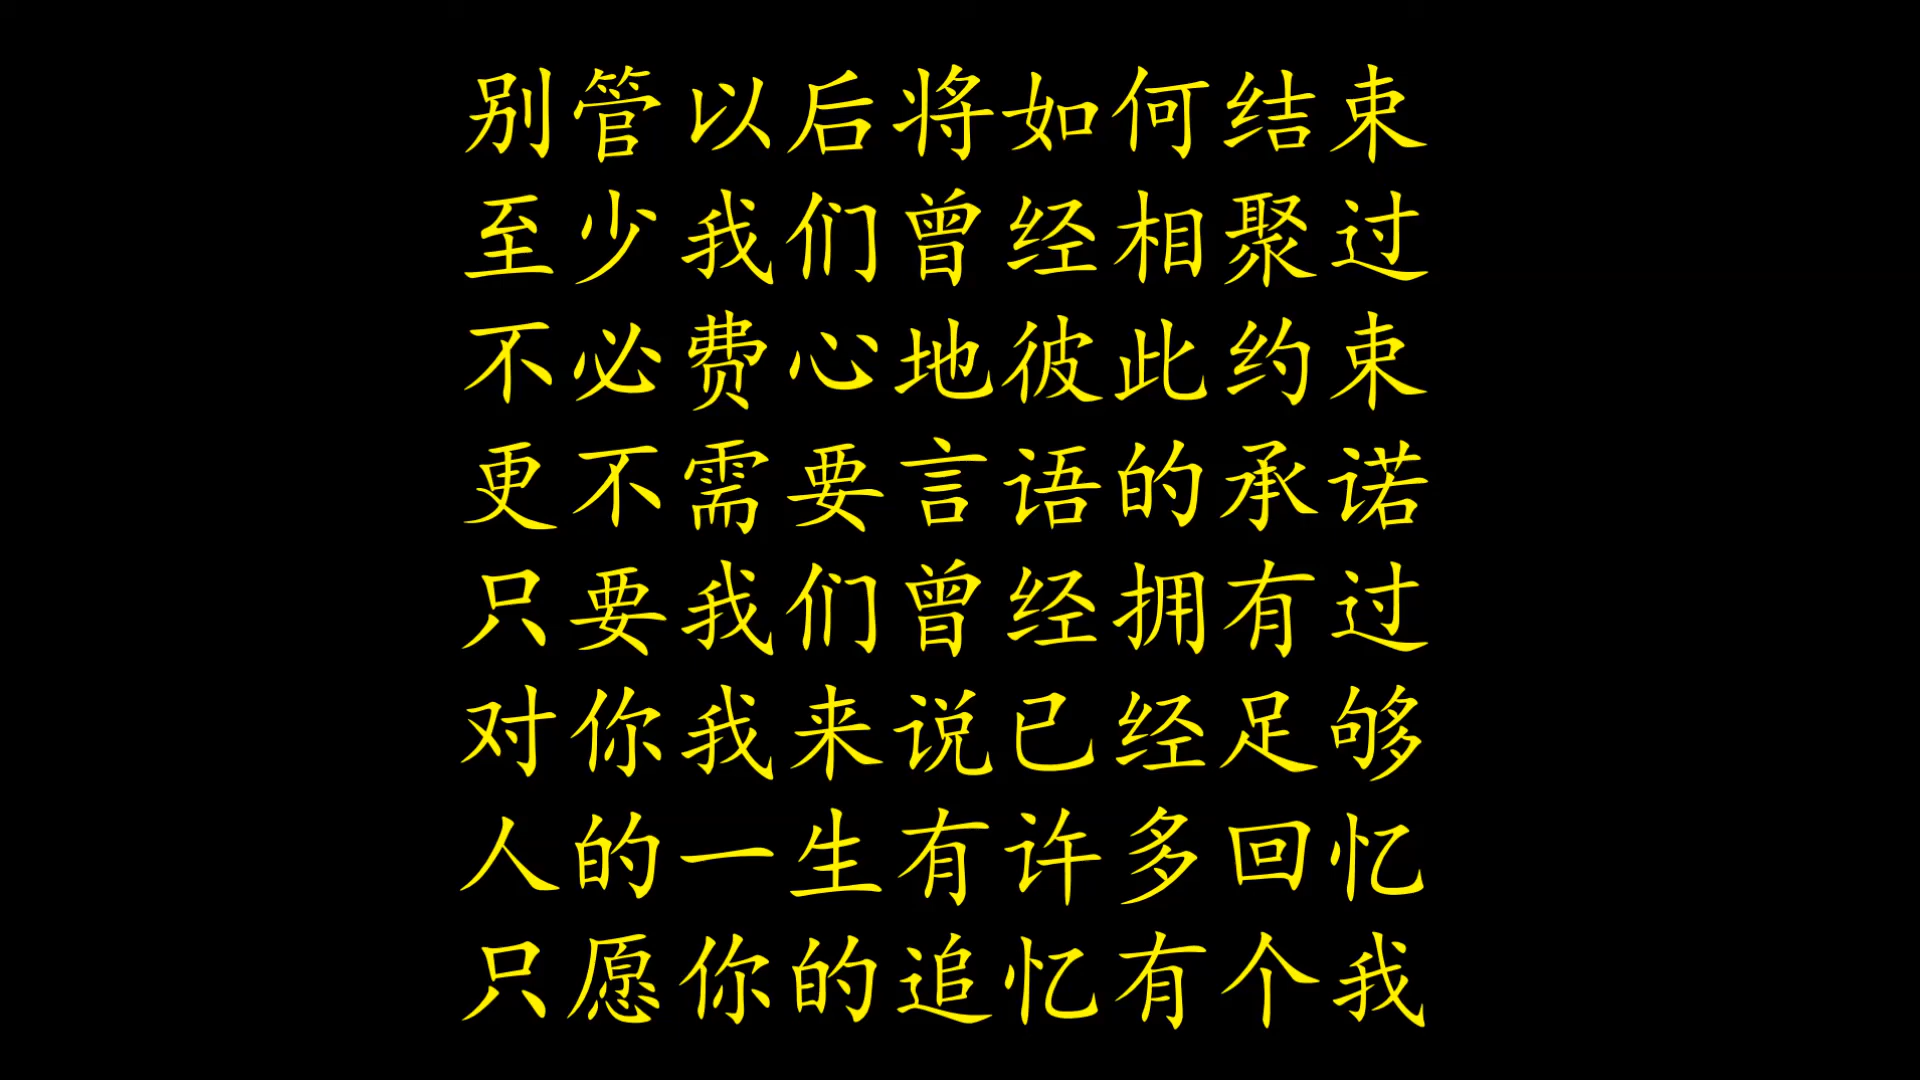 别管以后将如何结束
至少我们曾经相聚过
不必费心地彼此约束
更不需要言语的承诺
只要我们曾经拥有过
对你我来说已经足够
人的一生有许多回忆
只愿你的追忆有个我